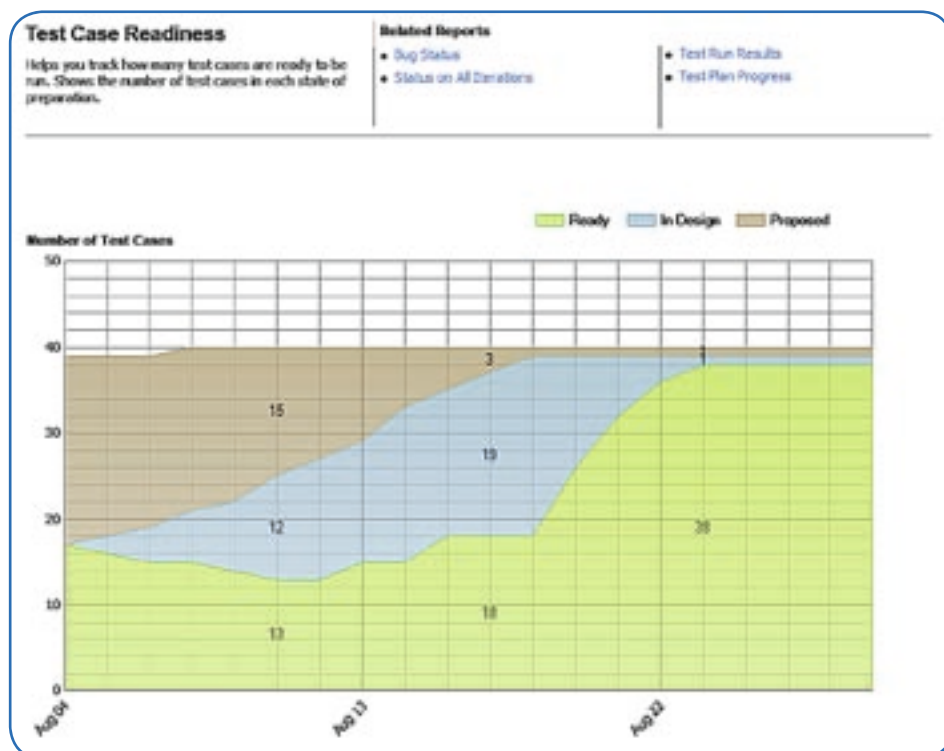 Test Case Readiness
Helps you track how many test cases are ready to be
run. Shows the number of test cases in each state of
preparation.
Related Reports
• Bug Status
• Status on All Iterations
• Test Run Results
• Test Plan Progress
Ready In Design Proposed
Number of Test Cases
50
40
30
20
10
0
15
12
13
3
19
18
1
1
38
Aug 04
Aug 13
Aug 22